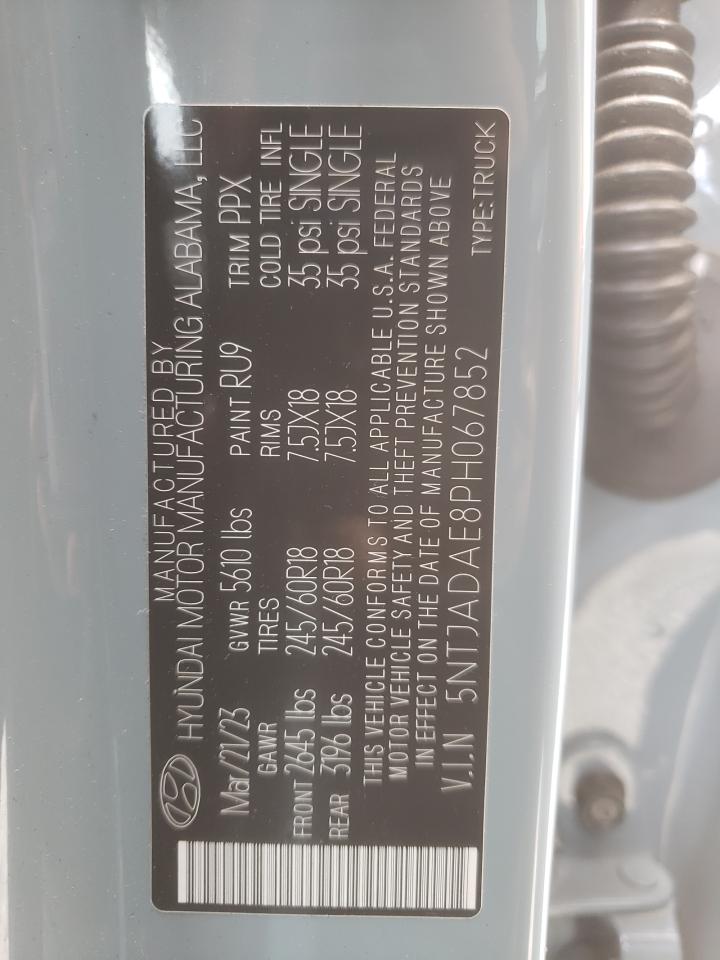 MANUFACTURED BY
HYUNDAI MOTOR MANUFACTURING ALABAMA, LLC
Mar/21/23 GVWR 5610 lbs PAINT RU9 TRIM PPX
GAWR TIRES RIMS COLD TIRE INFL
FRONT 2645 lbs 245/60R18 7.5JX18 35 psi SINGLE
REAR 3196 lbs 245/60R18 7.5JX18 35 psi SINGLE
THIS VEHICLE CONFORMS TO ALL APPLICABLE U.S.A. FEDERAL
MOTOR VEHICLE SAFETY AND THEFT PREVENTION STANDARDS
IN EFFECT ON THE DATE OF MANUFACTURE SHOWN ABOVE
V.I.N 5NTJADAE8PH067852
TYPE:TRUCK